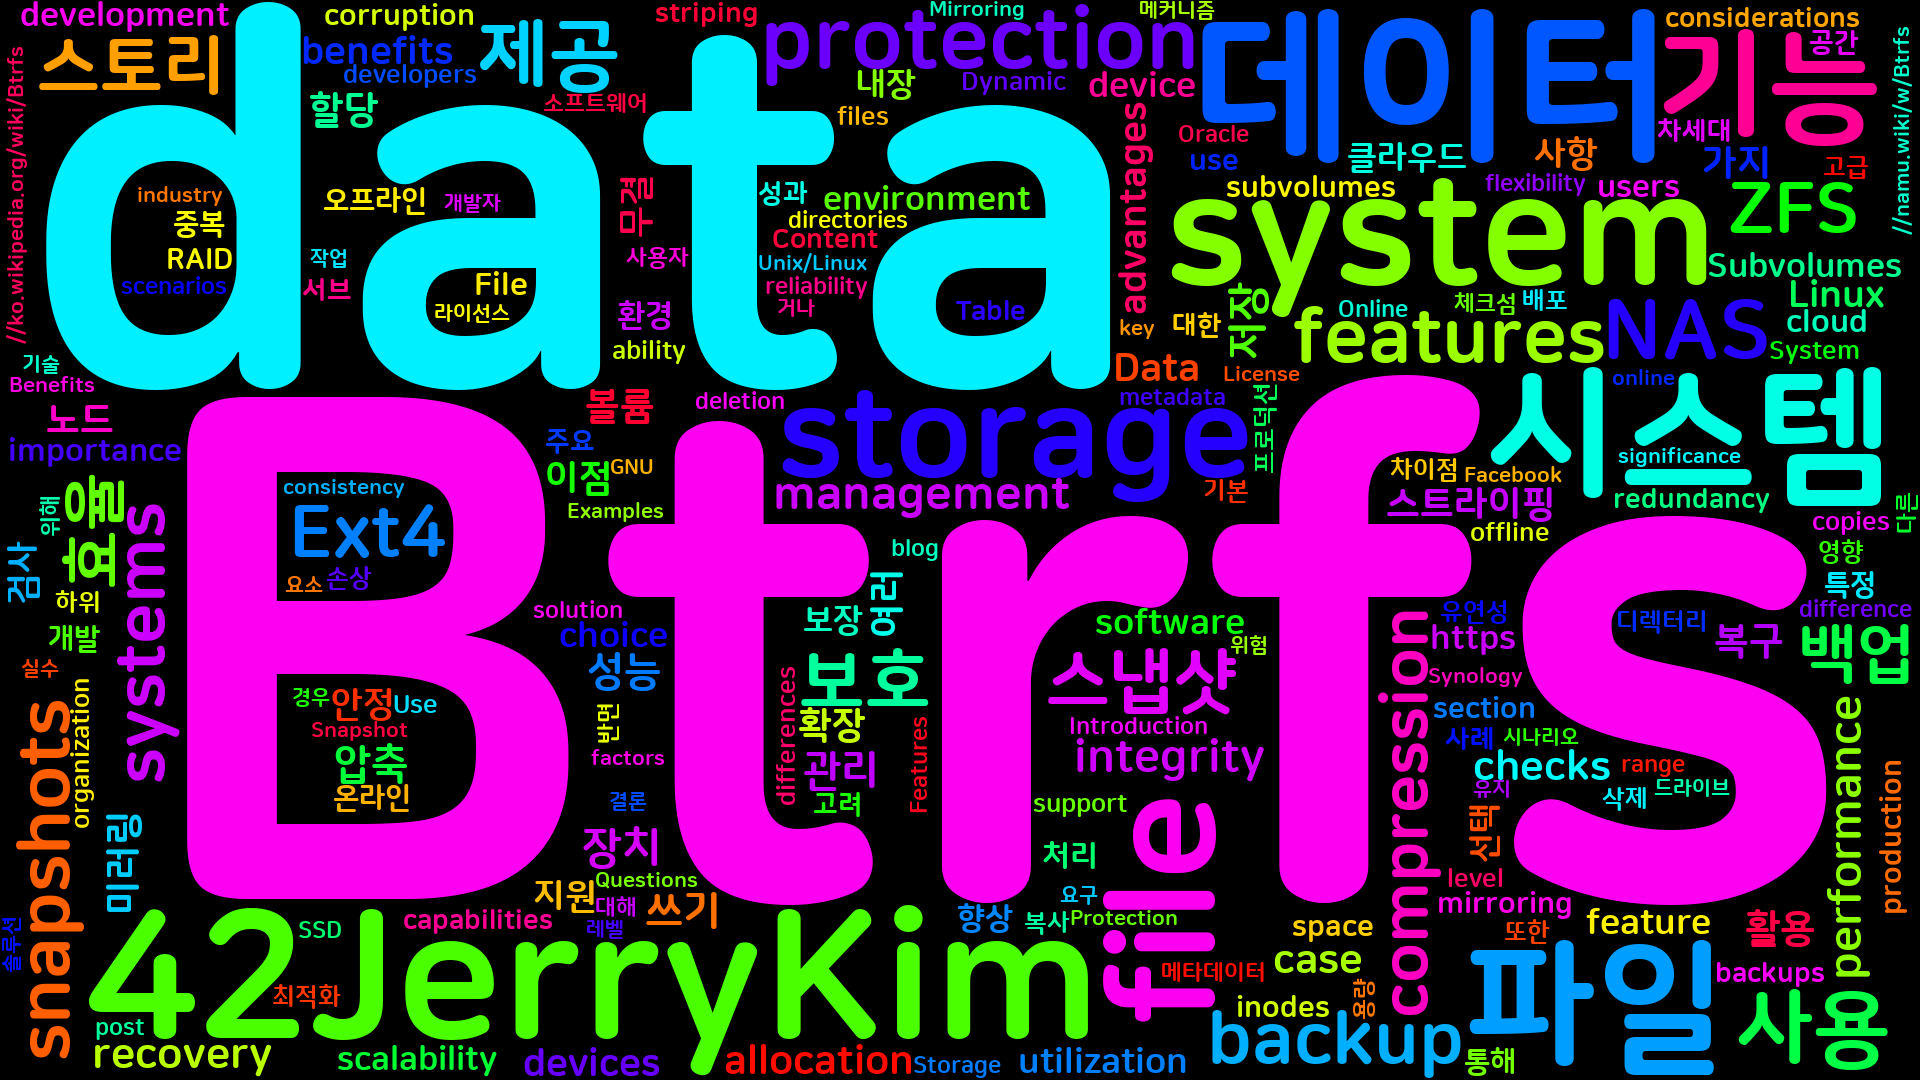 development
corruption
striping
Mirroring
메커니즘
considerations
스토리
benefits
제공
protection
데이터
기능
공간
developers
할당
소프트웨어
data
내장
Dynamic
device
files
advantages
Oracle
use
클라우드
사항
차세대
가지
고급
//ko.wikipedia.org/wiki/Btrfs
//namu.wiki/w/Btrfs
industry
중복
RAID
scenarios
오프라인
개발자
무결
성과
environment
directories
Content
subvolumes
flexibility
users
ZFS
작업
서브
File
라이선스
사용자
환경
Unix/Linux
reliability
거나
Table
system
Subvolumes
Linux
cloud
System
기술
Benefits
ability
key
대한
저장
Online
체크섬
배포
features
NAS
Data
License
online
노드
importance
볼륨
deletion
metadata
프로덕션
시스템
storage
주요
이점
GNU
Examples
management
기본
차이점
Facebook
significance
스트라이핑
redundancy
offline
copies
다른
위해
효율
systems
Btrfs
consistency
Ext4
요소
손상
blog
검사
하위
개발
실수
영향
특정
difference
solution
choice
성능
보장
여러
software
위험
유연성
https
Synology
디렉터리
복구
백업
snapshots
organization
경우
안정
Use
Snapshot
압축
온라인
반면
factors
결론
differences
보호
확장
관리
고려
Features
스냅샷
Introduction
integrity
support
compression
section
사례
시나리오
checks
range
유지
삭제
드라이브
performance
production
미러링
장치
Questions
처리
file
선택
level
mirroring
솔루션
42JerryKim
SSD
capabilities
지원
대해
레벨
쓰기
향상
복사
요구
Protection
메타데이터
space
case
용량
inodes
또한
feature
활용
파일
backups
사용
최적화
post
recovery
scalability
devices
allocation
Storage
utilization
backup
통해